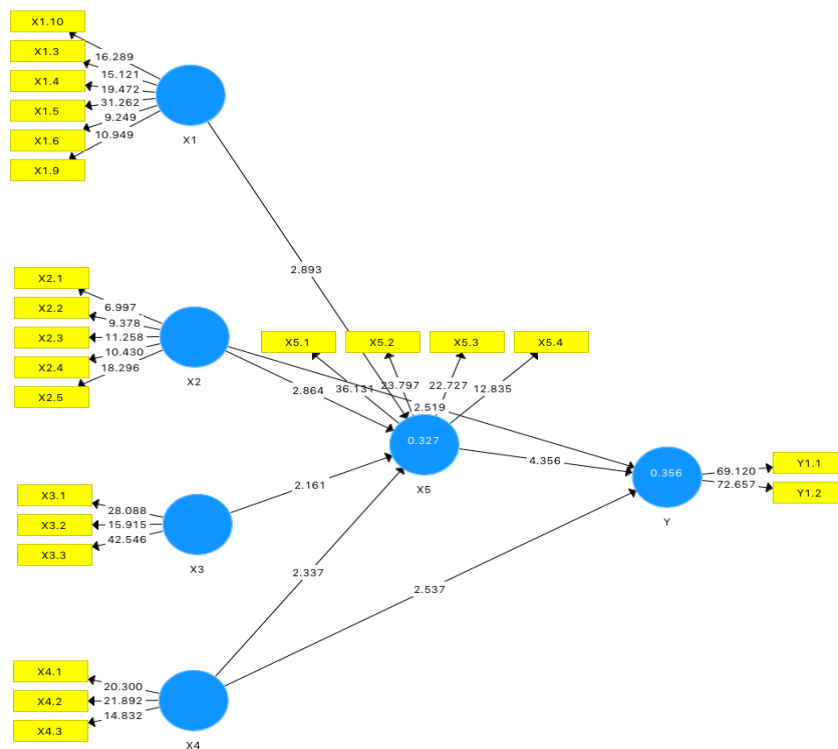 X1.10
X1.3
X1.4
X1.5
X1.6
X1.9
16.289
15.121
19.472
31.262
9.249
10.949
X1
2.893
X2.1
X2.2
X2.3
X2.4
X2.5
6.997
9.378
11.258
10.430
18.296
X2
X5.1
X5.2
X5.3
X5.4
36.131
23.797
22.727
12.835
2.864
2.519
0.327
X5
4.356
0.356
Y
69.120
72.657
Y1.1
Y1.2
X3.1
X3.2
X3.3
28.088
15.915
42.546
X3
2.161
2.337
2.537
X4.1
X4.2
X4.3
20.300
21.892
14.832
X4